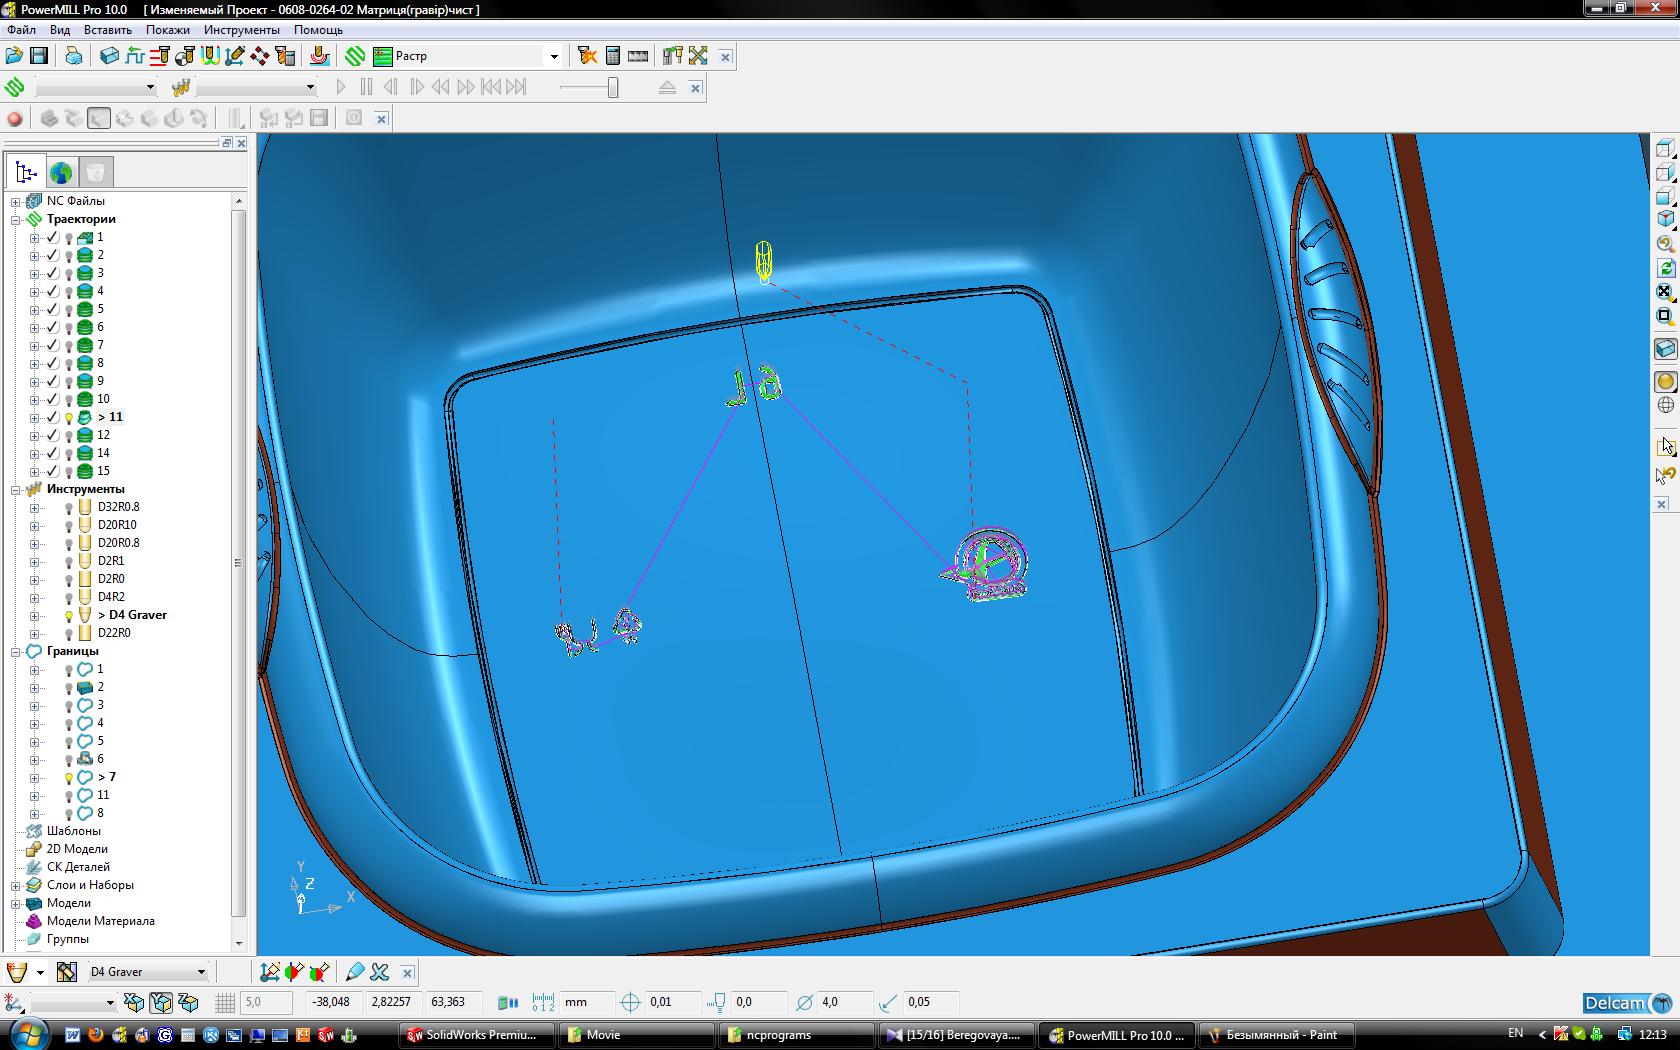 PowerMILL Pro 10.0 [ Изменяемый Проект - 0608-0264-02 Матриця(гравір)чист ]
Файл Вид Вставить Покажи Инструменты Помощь
Растр
NC Файлы
Траектории
1
2
3
4
5
6
7
8
9
10
> 11
12
14
15
Инструменты
D32R0.8
D20R10
D20R0.8
D2R1
D2R0
D4R2
> D4 Graver
D22R0
Границы
1
2
3
4
5
6
> 7
11
8
Шаблоны
2D Модели
СК Деталей
Слои и Наборы
Модели
Модели Материала
Группы
Y
Z
X
6L
D4 Graver
5,0 -38,048 2,82257 63,363 mm 0,01 0,0 4,0 0,05
Delcam
SolidWorks Premiu... Movie ncprograms [15/16] Beregovaya.... PowerMILL Pro 10.0 ... Безымянный - Paint EN 12:13